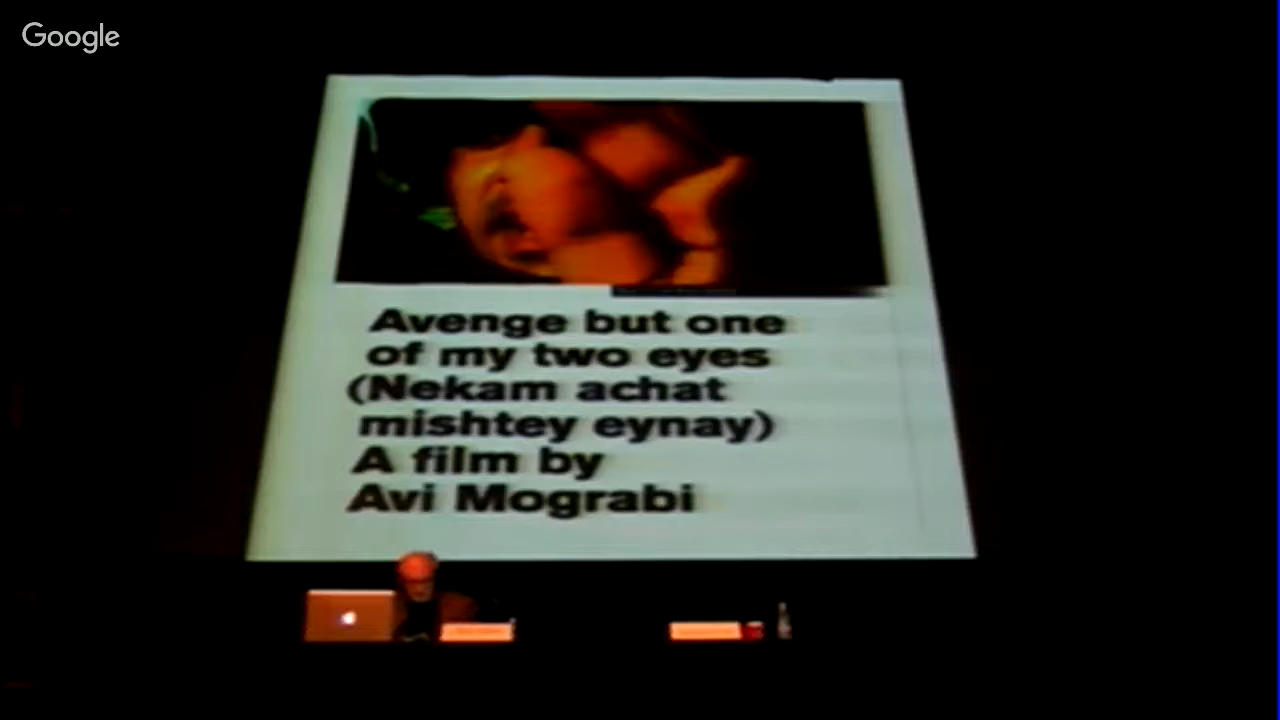 Google
Avenge but one
of my two eyes
(Nekam achat
mishtey eynay)
A film by
Avi Mograbi